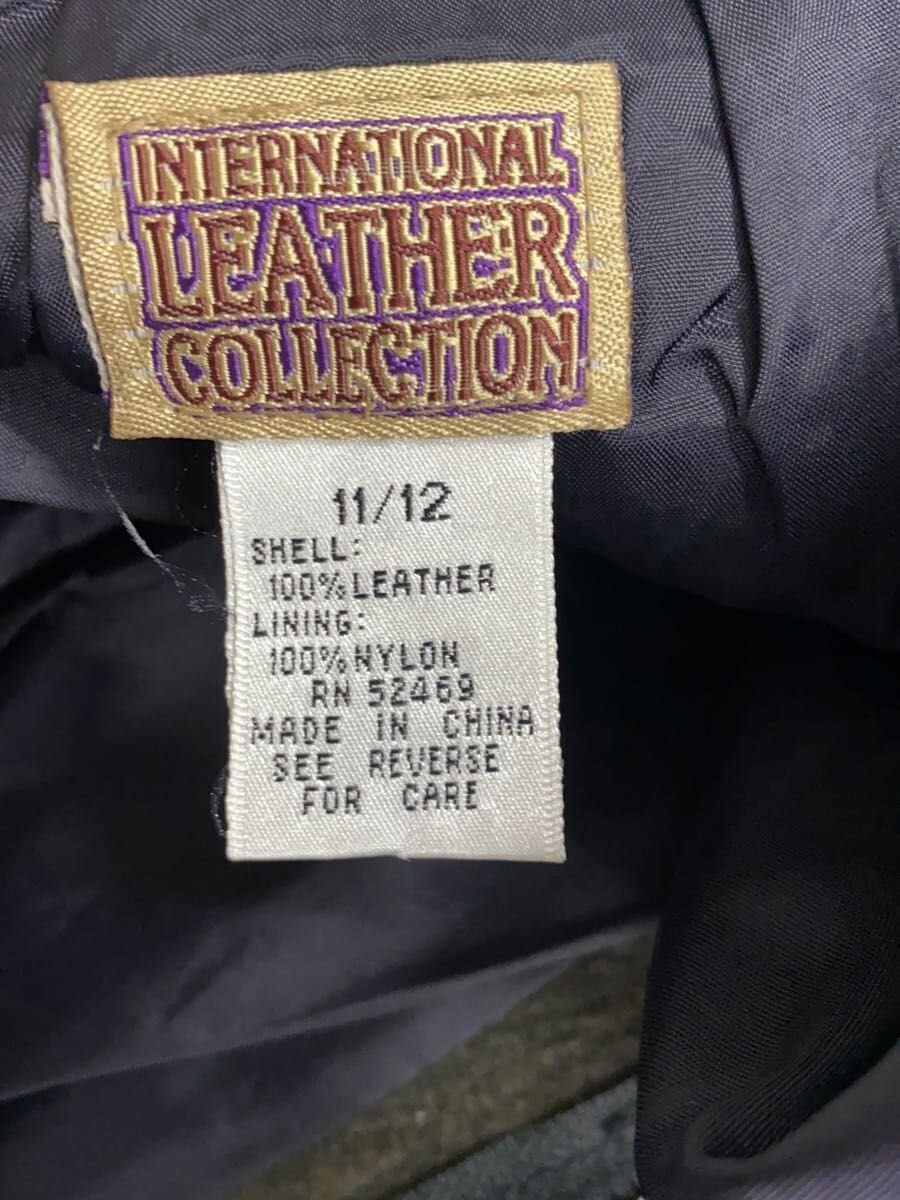 INTERNATIONAL
LEATHER
COLLECTION
11/12
SHELL:
100% LEATHER
LINING:
100% NYLON
RN 52469
MADE IN CHINA
SEE REVERSE
FOR CARE